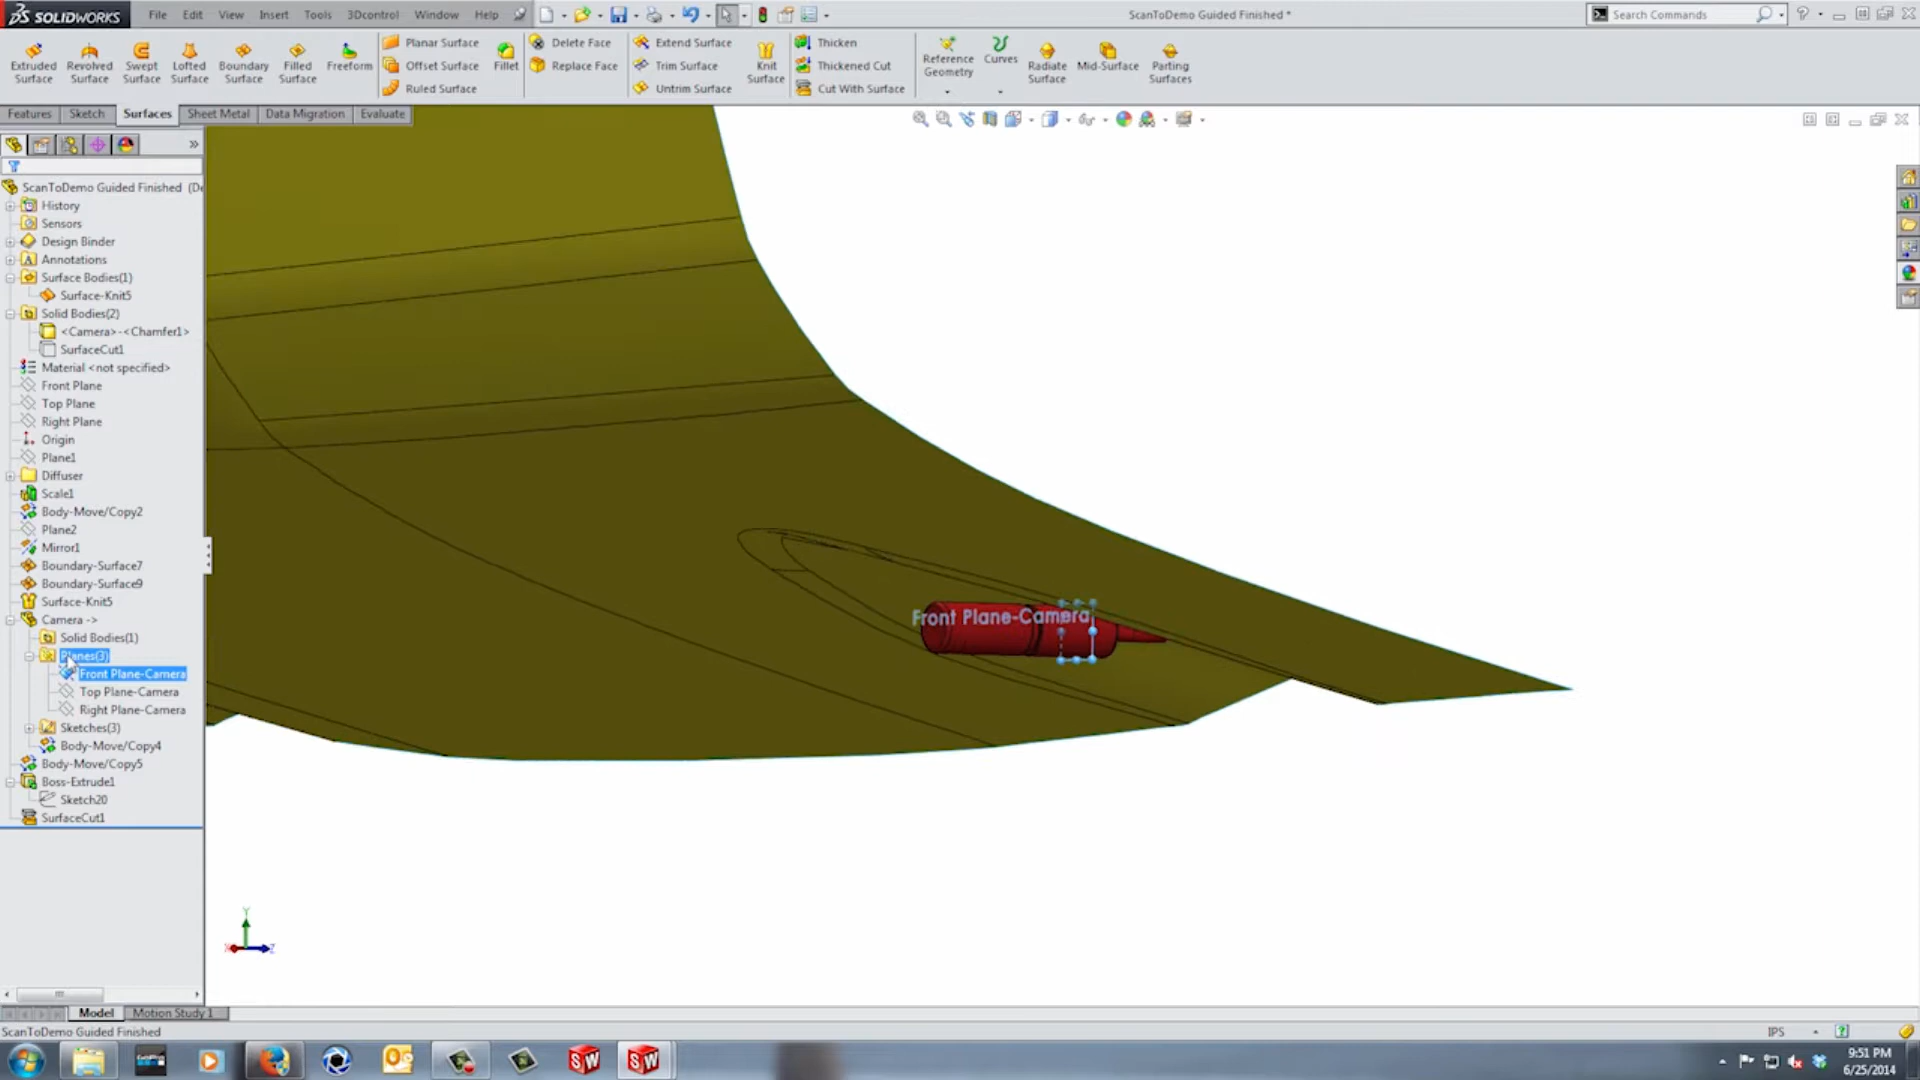 SOLIDWORKS File Edit View Insert Tools 3Dcontrol Window Help ScanToDemo Guided Finished * Search Commands
Extruded Surface
Revolved Surface
Swept Surface
Lofted Surface
Boundary Surface
Filled Surface
Freeform
Planar Surface
Offset Surface
Ruled Surface
Fillet
Delete Face
Replace Face
Extend Surface
Trim Surface
Untrim Surface
Knit Surface
Thicken
Thickened Cut
Cut With Surface
Reference Geometry
Curves
Radiate Surface
Mid-Surface
Parting Surfaces
Features Sketch Surfaces Sheet Metal Data Migration Evaluate
ScanToDemo Guided Finished (De
History
Sensors
Design Binder
Annotations
Surface Bodies(1)
Surface-Knit5
Solid Bodies(2)
<Camera>-<Chamfer1>
SurfaceCut1
Material <not specified>
Front Plane
Top Plane
Right Plane
Origin
Plane1
Diffuser
Scale1
Body-Move/Copy2
Plane2
Mirror1
Boundary-Surface7
Boundary-Surface9
Surface-Knit5
Camera ->
Solid Bodies(1)
Planes(3)
Front Plane-Camera
Top Plane-Camera
Right Plane-Camera
Sketches(3)
Body-Move/Copy4
Body-Move/Copy5
Boss-Extrude1
Sketch20
SurfaceCut1
Front Plane-Camera
Y
Z
Model Motion Study 1
ScanToDemo Guided Finished IPS
9:51 PM
6/25/2014